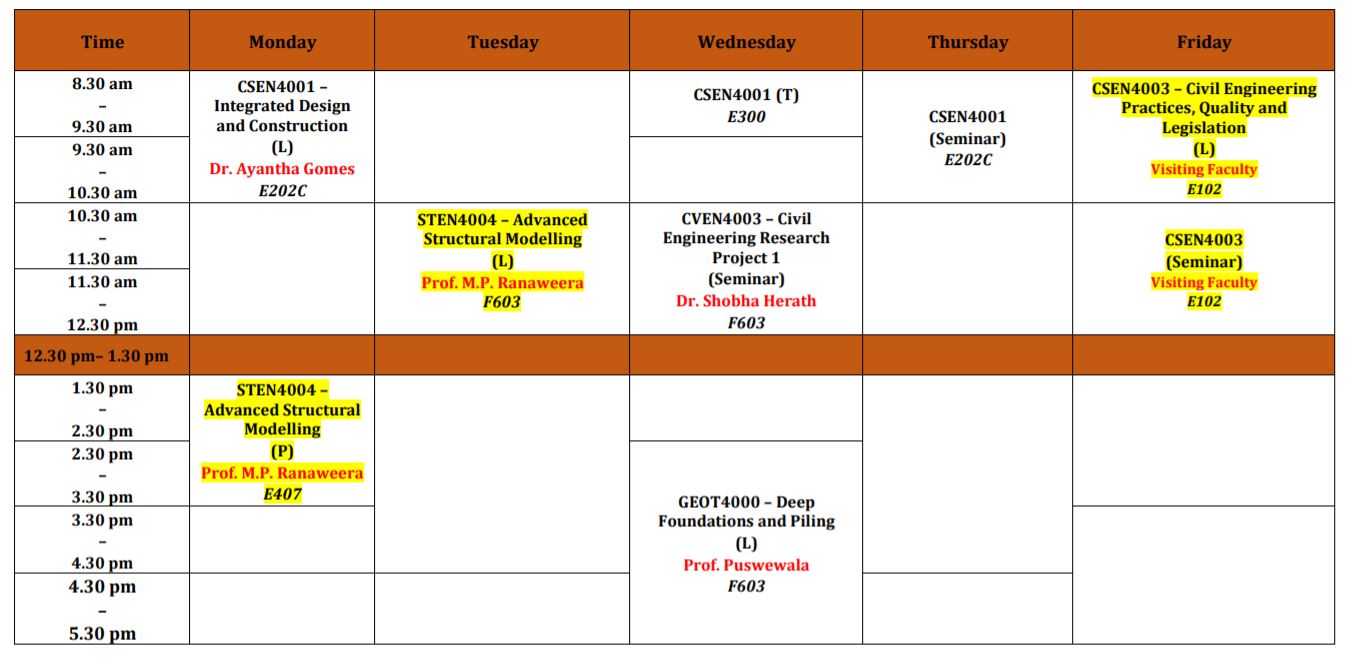 Time
Monday
Tuesday
Wednesday
Thursday
Friday
8.30 am
–
9.30 am
CSEN4001 –
Integrated Design
and Construction
(L)
Dr. Ayantha Gomes
E202C
CSEN4001 (T)
E300
CSEN4001
(Seminar)
E202C
CSEN4003 – Civil Engineering
Practices, Quality and
Legislation
(L)
Visiting Faculty
E102
9.30 am
–
10.30 am
10.30 am
–
11.30 am
STEN4004 – Advanced
Structural Modelling
(L)
Prof. M.P. Ranaweera
F603
CVEN4003 – Civil
Engineering Research
Project 1
(Seminar)
Dr. Shobha Herath
F603
CSEN4003
(Seminar)
Visiting Faculty
E102
11.30 am
–
12.30 pm
12.30 pm– 1.30 pm
1.30 pm
–
2.30 pm
STEN4004 –
Advanced Structural
Modelling
(P)
Prof. M.P. Ranaweera
E407
2.30 pm
–
3.30 pm
GEOT4000 – Deep
Foundations and Piling
(L)
Prof. Puswewala
F603
3.30 pm
–
4.30 pm
4.30 pm
–
5.30 pm